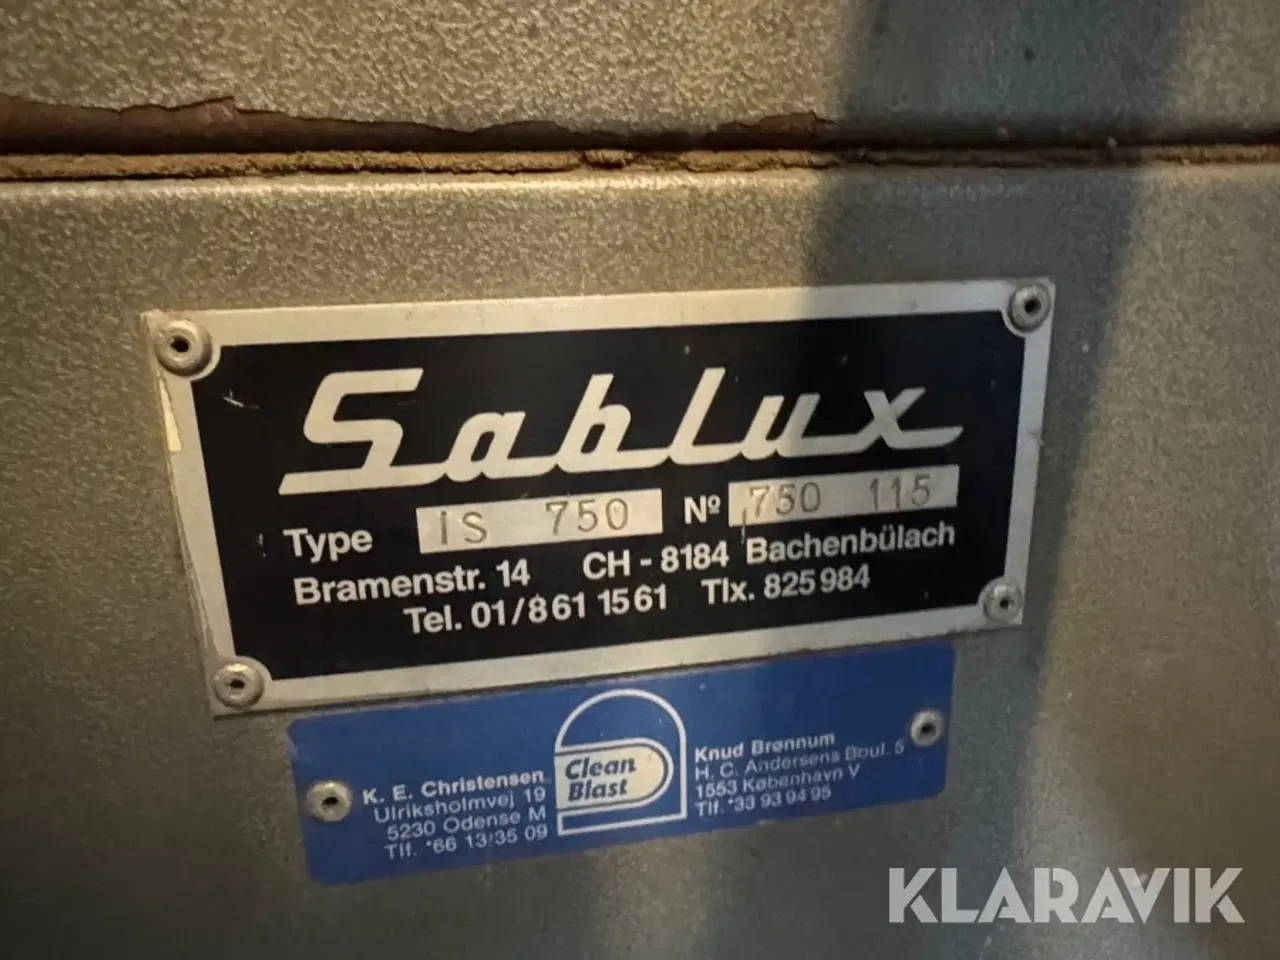 Sablux
Type IS 750 Nº 750 115
Bramenstr. 14 CH - 8184 Bachenbülach
Tel. 01/861 1561 Tlx. 825984
K. E. Christensen
Ulriksholmvej 19
5230 Odense M
Tlf. *66 13 35 09
Clean
Blast
Knud Brønnum
H. C. Andersens Boul. 5
1553 København V
Tlf. *33 93 94 95
KLARAVIK